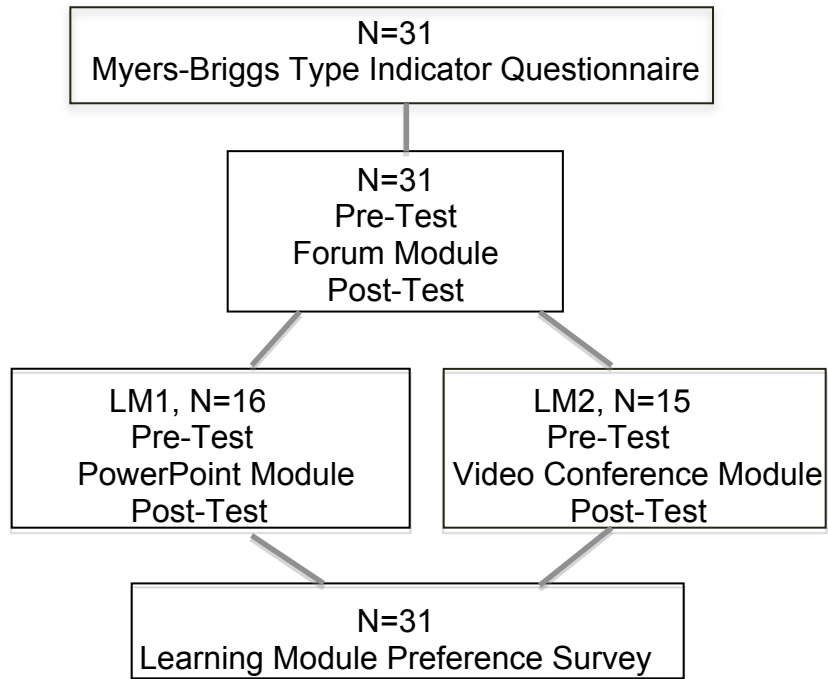 N=31
Myers-Briggs Type Indicator Questionnaire
N=31
Pre-Test
Forum Module
Post-Test
LM1, N=16
Pre-Test
PowerPoint Module
Post-Test
LM2, N=15
Pre-Test
Video Conference Module
Post-Test
N=31
Learning Module Preference Survey